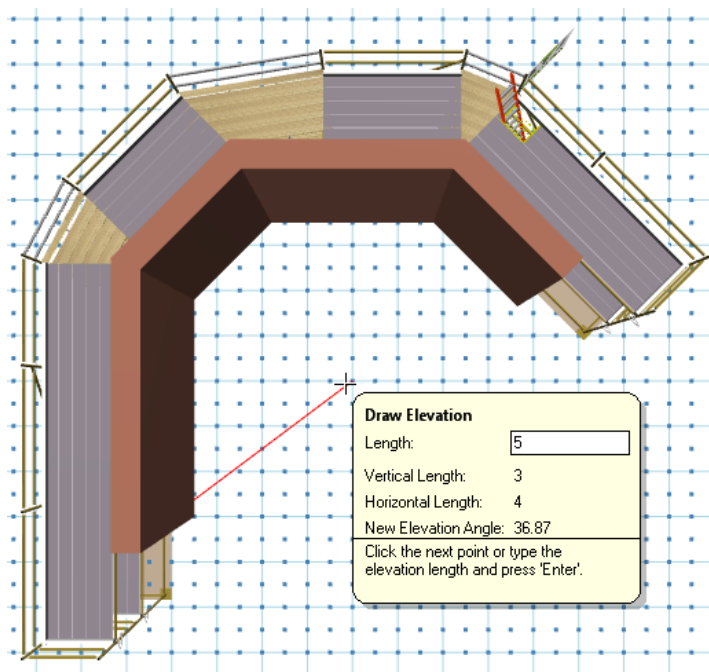 Draw Elevation
Length: 5
Vertical Length: 3
Horizontal Length: 4
New Elevation Angle: 36.87
Click the next point or type the
elevation length and press 'Enter'.